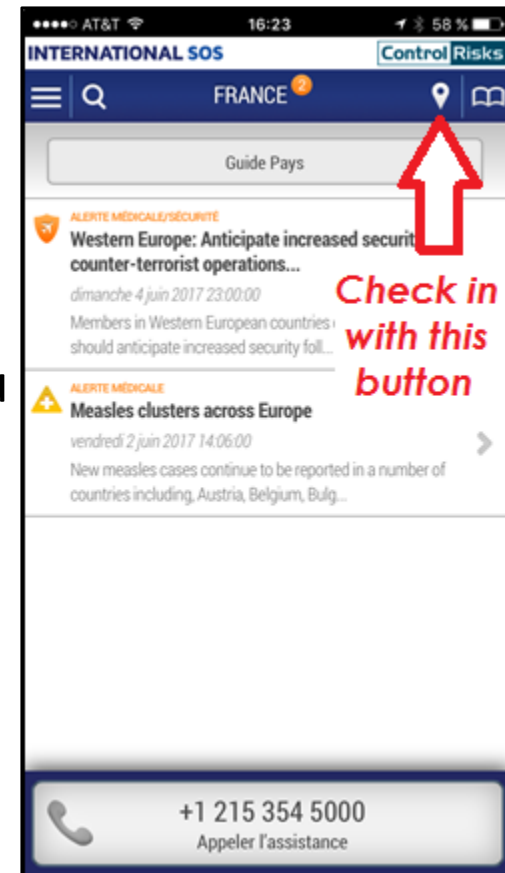 AT&T 16:23 58 %
INTERNATIONAL SOS Control Risks
FRANCE 2
Guide Pays
ALERTE MÉDICALE/SÉCURITÉ
Western Europe: Anticipate increased
counter-terrorist operations...
dimanche 4 juin 2017 23:00:00
Members in Western European countries
should anticipate increased security foll...
Check in
with this
button
ALERTE MÉDICALE
Measles clusters across Europe
vendredi 2 juin 2017 14:06:00
New measles cases continue to be reported in a number of
countries including, Austria, Belgium, Bulg...
+1 215 354 5000
Appeler l'assistance